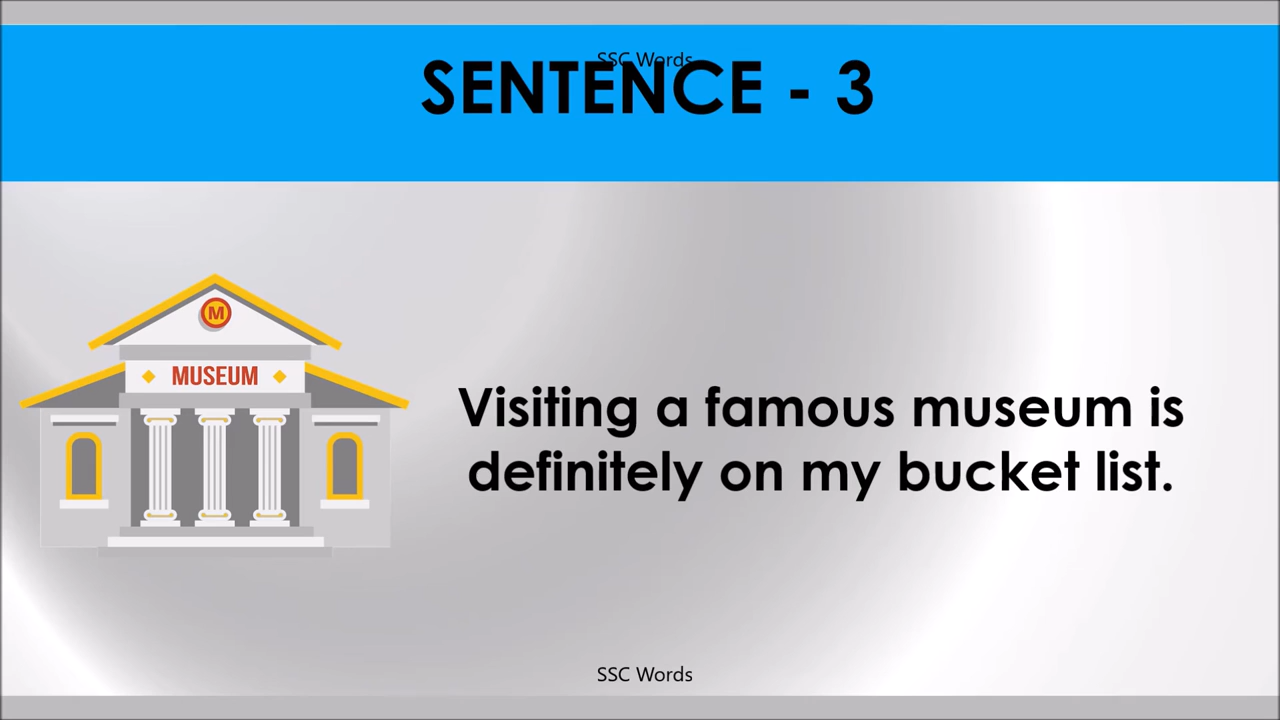 SSC Words
SENTENCE - 3
M
MUSEUM
Visiting a famous museum is
definitely on my bucket list.
SSC Words